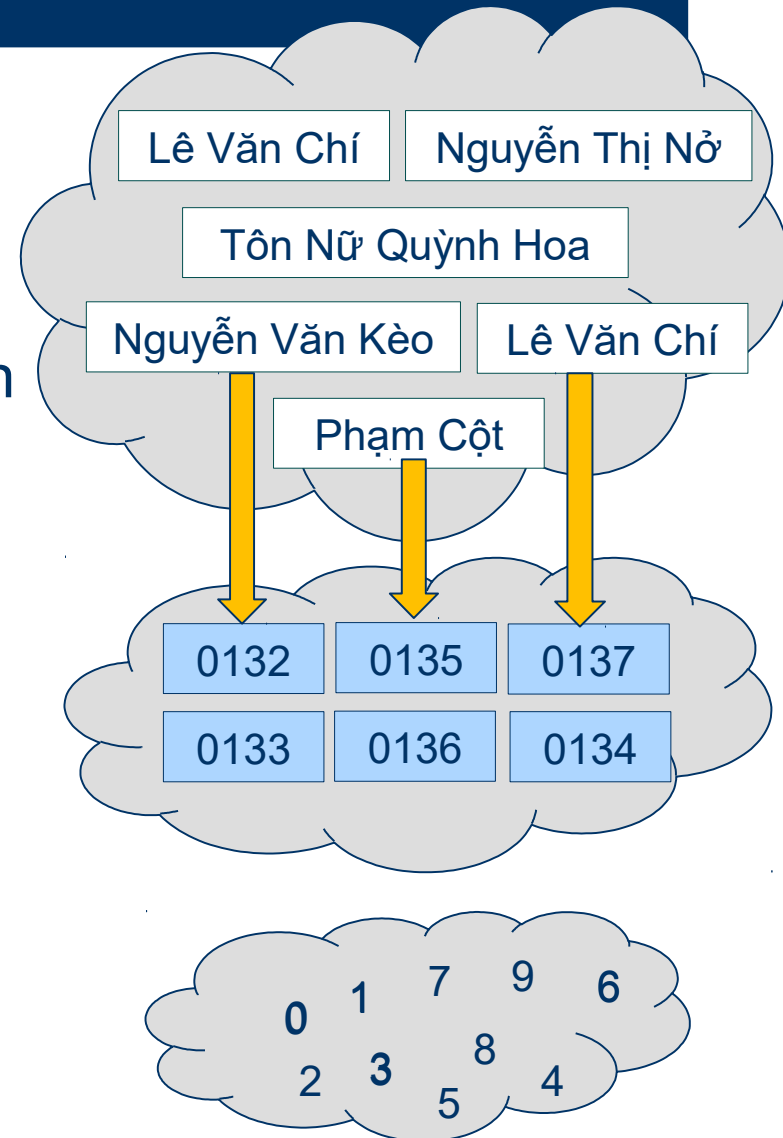 Lê Văn Chí Nguyễn Thị Nở
Tôn Nữ Quỳnh Hoa
Nguyễn Văn Kèo Lê Văn Chí
n
Phạm Cột
0132 0135 0137
0133 0136 0134
0 1 7 9 6
2 3 5 8 4